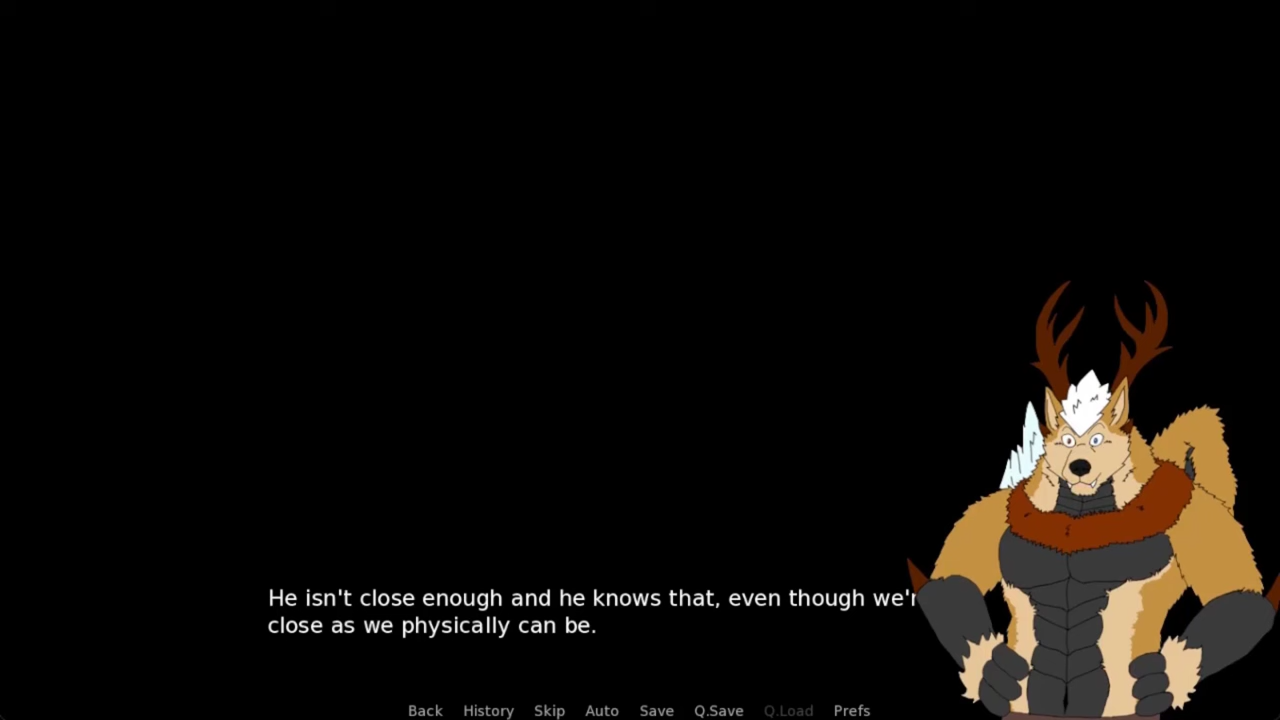 He isn't close enough and he knows that, even though we'r
close as we physically can be.
Back History Skip Auto Save Q.Save Q.Load Prefs